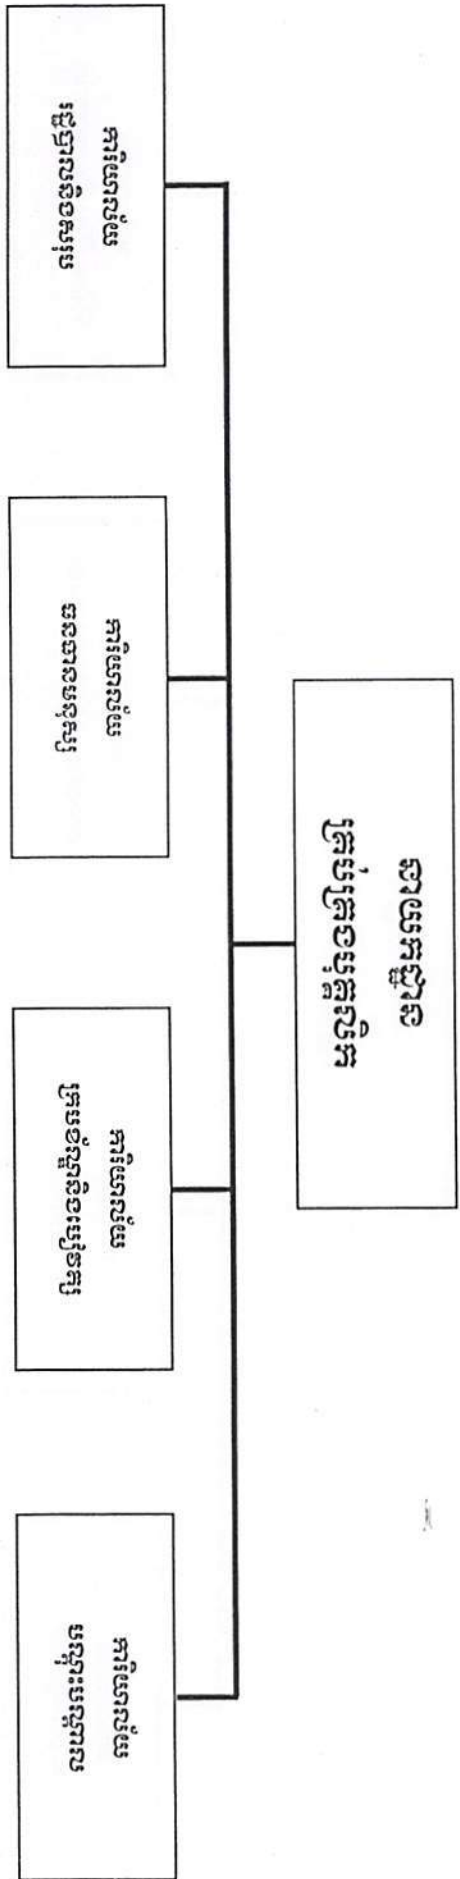 នាយកដ្ឋាន
គ្រប់គ្រងបុគ្គលិក
ការិយាល័យ
រដ្ឋបាលនិងសរុប
ការិយាល័យ
ធនធានមនុស្ស
ការិយាល័យ
ក្របខ័ណ្ឌនិងបៀវត្ស
ការិយាល័យ
បណ្តុះបណ្តាល